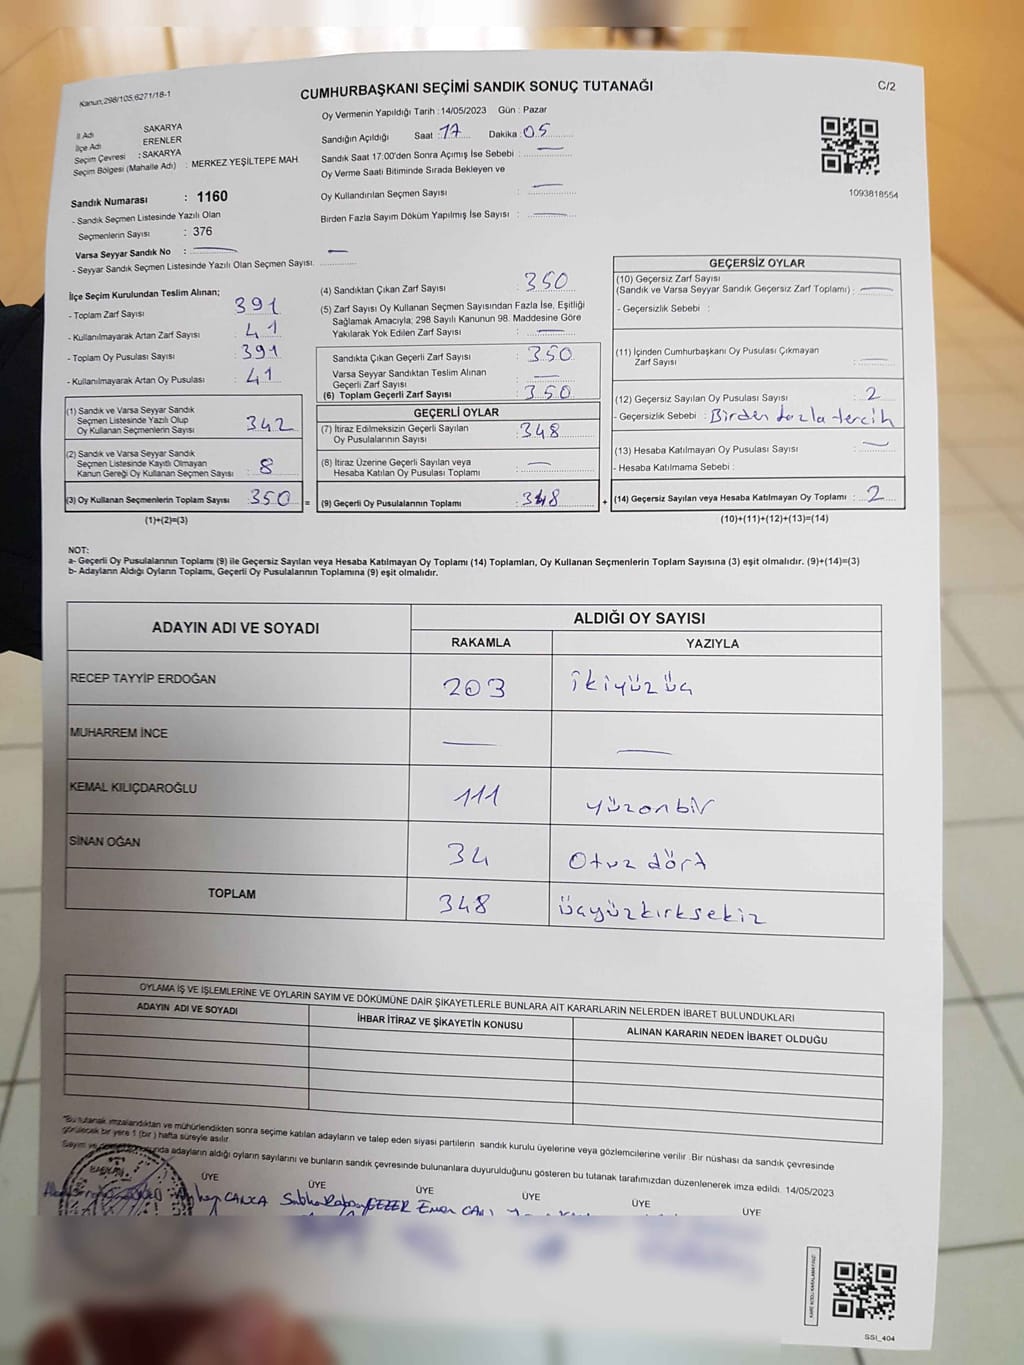 Kanun;298/105,6271/18-1
CUMHURBAŞKANI SEÇİMİ SANDIK SONUÇ TUTANAĞI
C/2
İl Adı SAKARYA
İlçe Adı ERENLER
Seçim Çevresi : SAKARYA
Seçim Bölgesi (Mahalle Adı) : MERKEZ YEŞİLTEPE MAH
Sandık Numarası : 1160
- Sandık Seçmen Listesinde Yazılı Olan
Seçmenlerin Sayısı : 376
Varsa Seyyar Sandık No : —
- Seyyar Sandık Seçmen Listesinde Yazılı Olan Seçmen Sayısı. —
Oy Vermenin Yapıldığı Tarih : 14/05/2023 Gün : Pazar
Sandığın Açıldığı Saat : 17 Dakika : 05
Sandık Saat 17.00'den Sonra Açımış İse Sebebi : —
Oy Verme Saati Bitiminde Sırada Bekleyen ve
Oy Kullandırılan Seçmen Sayısı : —
Birden Fazla Sayım Döküm Yapılmış İse Sayısı : —
1093818554
İlçe Seçim Kurulundan Teslim Alınan;
- Toplam Zarf Sayısı : 391
- Kullanılmayarak Artan Zarf Sayısı : 41
- Toplam Oy Pusulası Sayısı : 391
- Kullanılmayarak Artan Oy Pusulası : 41
(1) Sandık ve Varsa Seyyar Sandık
Seçmen Listesinde Yazılı Olup
Oy Kullanan Seçmenlerin Sayısı : 342
(2) Sandık ve Varsa Seyyar Sandık
Seçmen Listesinde Kayıtlı Olmayan
Kanun Gereği Oy Kullanan Seçmen Sayısı : 8
(3) Oy Kullanan Seçmenlerin Toplam Sayısı : 350 =
(1)+(2)=(3)
(4) Sandıktan Çıkan Zarf Sayısı : 350
(5) Zarf Sayısı Oy Kullanan Seçmen Sayısından Fazla İse, Eşitliği
Sağlamak Amacıyla; 298 Sayılı Kanunun 98. Maddesine Göre
Yakılarak Yok Edilen Zarf Sayısı : —
Sandıkta Çıkan Geçerli Zarf Sayısı : 350
Varsa Seyyar Sandıktan Teslim Alınan
Geçerli Zarf Sayısı : —
(6) Toplam Geçerli Zarf Sayısı : 350
GEÇERLİ OYLAR
(7) İtiraz Edilmeksizin Geçerli Sayılan
Oy Pusulalarının Sayısı : 348
(8) İtiraz Üzerine Geçerli Sayılan veya
Hesaba Katılan Oy Pusulası Toplamı : —
(9) Geçerli Oy Pusulalarının Toplamı : 348 +
GEÇERSİZ OYLAR
(10) Geçersiz Zarf Sayısı
(Sandık ve Varsa Seyyar Sandık Geçersiz Zarf Toplamı) : —
- Geçersizlik Sebebi :
(11) İçinden Cumhurbaşkanı Oy Pusulası Çıkmayan
Zarf Sayısı : —
(12) Geçersiz Sayılan Oy Pusulası Sayısı : 2
- Geçersizlik Sebebi : Birden fazla tercih
(13) Hesaba Katılmayan Oy Pusulası Sayısı : —
- Hesaba Katılmama Sebebi :
(14) Geçersiz Sayılan veya Hesaba Katılmayan Oy Toplamı : 2
(10)+(11)+(12)+(13)=(14)
NOT:
a- Geçerli Oy Pusulalarının Toplamı (9) ile Geçersiz Sayılan veya Hesaba Katılmayan Oy Toplamı (14) Toplamları, Oy Kullanan Seçmenlerin Toplam Sayısına (3) eşit olmalıdır. (9)+(14)=(3)
b- Adayların Aldığı Oyların Toplamı, Geçerli Oy Pusulalarının Toplamına (9) eşit olmalıdır.
ADAYIN ADI VE SOYADI
ALDIĞI OY SAYISI
RAKAMLA YAZIYLA
RECEP TAYYİP ERDOĞAN 203 ikiyüzüç
MUHARREM İNCE — —
KEMAL KILIÇDAROĞLU 111 yüzonbir
SİNAN OĞAN 34 Otuz dört
TOPLAM 348 üçyüzkırksekiz
OYLAMA İŞ VE İŞLEMLERİNE VE OYLARIN SAYIM VE DÖKÜMÜNE DAİR ŞİKAYETLERLE BUNLARA AİT KARARLARIN NELERDEN İBARET BULUNDUKLARI
ADAYIN ADI VE SOYADI İHBAR İTİRAZ VE ŞİKAYETİN KONUSU ALINAN KARARIN NEDEN İBARET OLDUĞU
*Bu tutanak imzalandıktan ve mühürlendikten sonra seçime katılan adayların ve talep eden siyasi partilerin sandık kurulu üyelerine veya gözlemcilerine verilir .Bir nüshası da sandık çevresinde
görülecek bir yere 1 (bir ) hafta süreyle asılır.
Sayım ve adayların aldığı oyların sayılarını ve bunların sandık çevresinde bulunanlara duyurulduğunu gösteren bu tutanak tarafımızdan düzenlenerek imza edildi. 14/05/2023
BAŞKAN ÜYE ÜYE ÜYE ÜYE ÜYE ÜYE
SSI_404